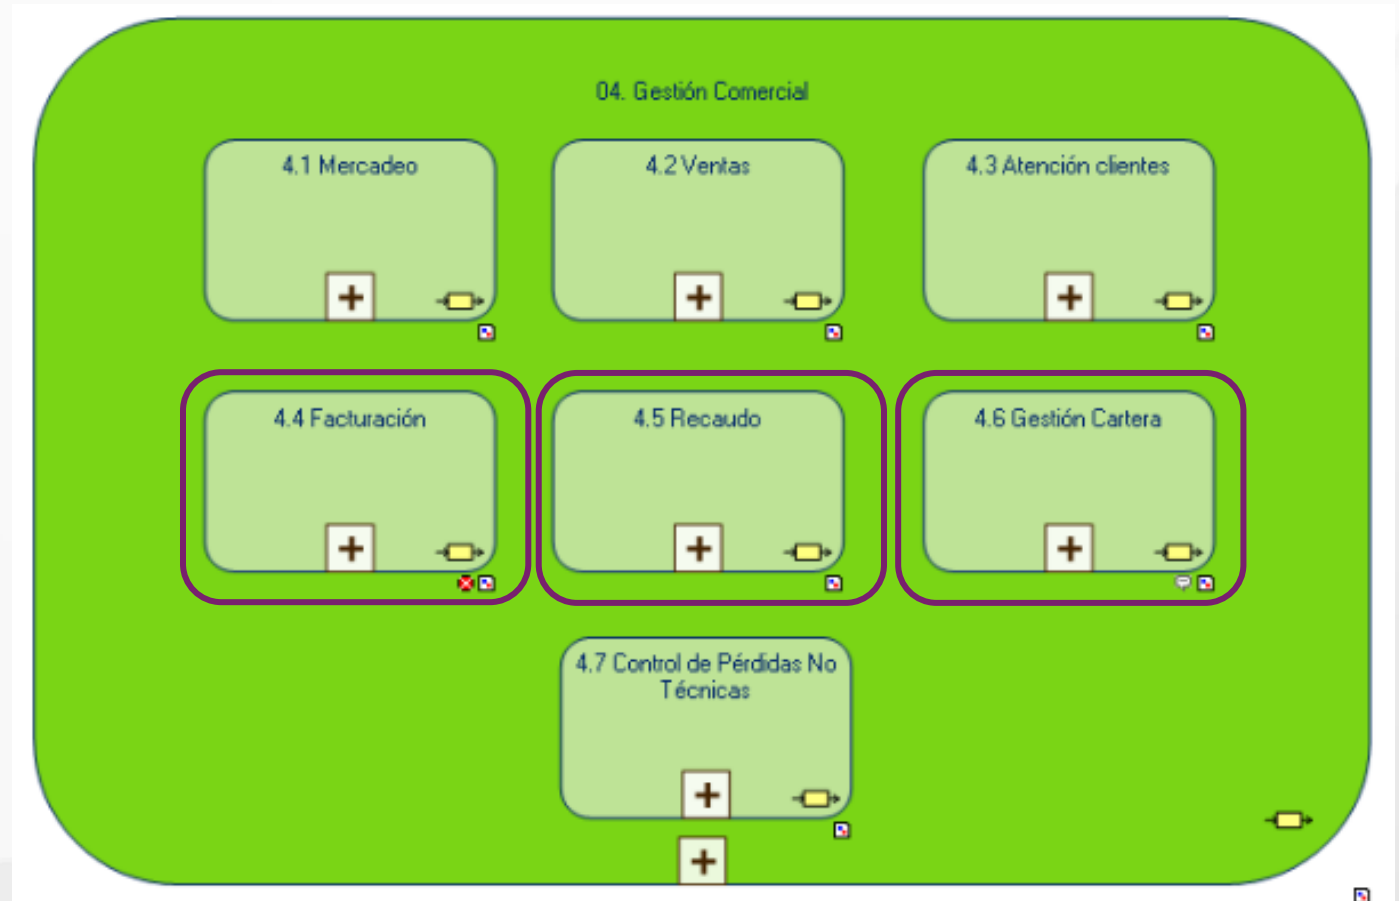 04. Gestión Comercial
4.1 Mercadeo
4.2 Ventas
4.3 Atención clientes
4.4 Facturación
4.5 Recaudo
4.6 Gestión Cartera
4.7 Control de Pérdidas No
Técnicas